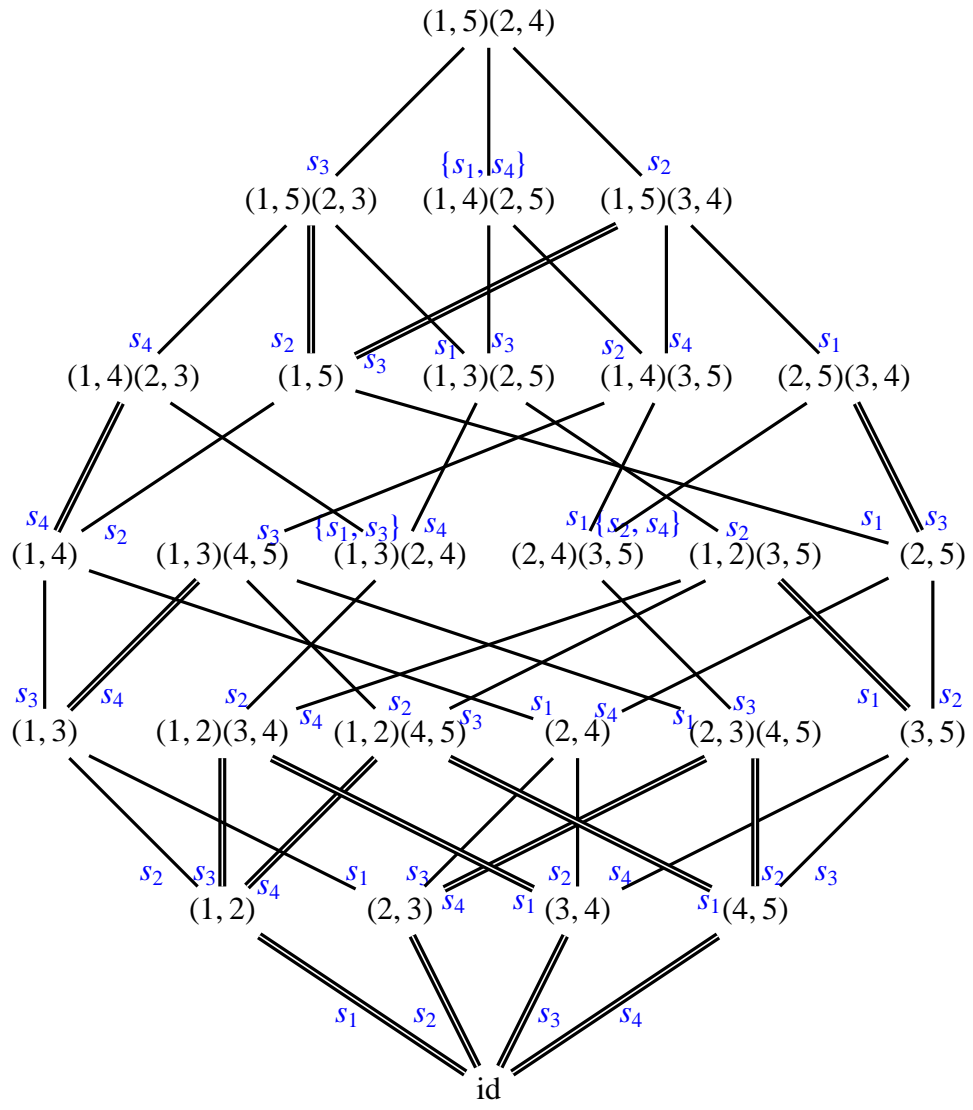 (1, 5)(2, 4)
s₃ {s₁, s₄} s₂
(1, 5)(2, 3) (1, 4)(2, 5) (1, 5)(3, 4)
s₄ s₂ s₃ s₁ s₃ s₂ s₄ s₁
(1, 4)(2, 3) (1, 5) (1, 3)(2, 5) (1, 4)(3, 5) (2, 5)(3, 4)
s₄ s₂ s₃ {s₁, s₃} s₄ s₁ {s₂, s₄} s₂ s₁ s₃
(1, 4) (1, 3)(4, 5) (1, 3)(2, 4) (2, 4)(3, 5) (1, 2)(3, 5) (2, 5)
s₃ s₄ s₂ s₄ s₂ s₃ s₁ s₄ s₁ s₃ s₁ s₂
(1, 3) (1, 2)(3, 4) (1, 2)(4, 5) (2, 4) (2, 3)(4, 5) (3, 5)
s₂ s₃ s₄ s₁ s₃ s₄ s₁ s₂ s₄ s₁ s₂ s₃
(1, 2) (2, 3) (3, 4) (4, 5)
s₁ s₂ s₃ s₄
id